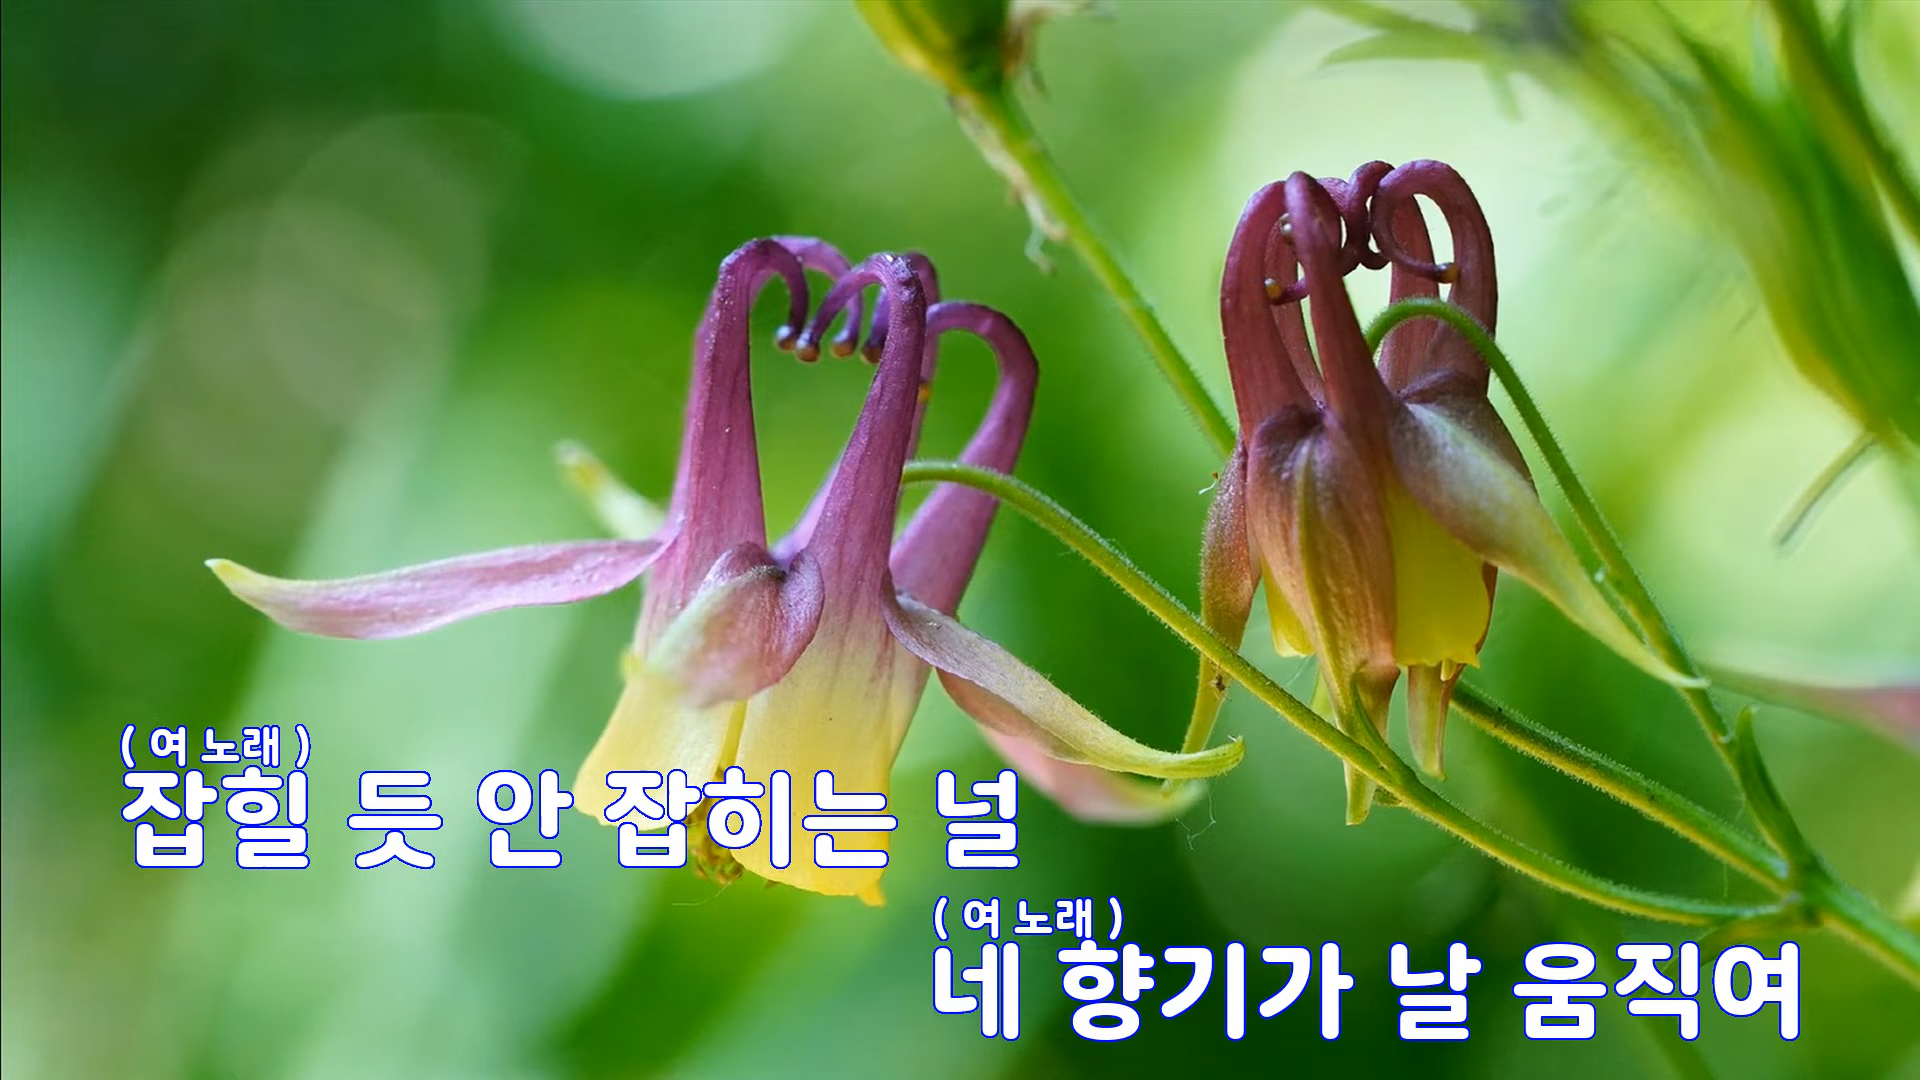 ( 여 노래 )
잡힐 듯 안 잡히는 널
( 여 노래 )
네 향기가 날 움직여